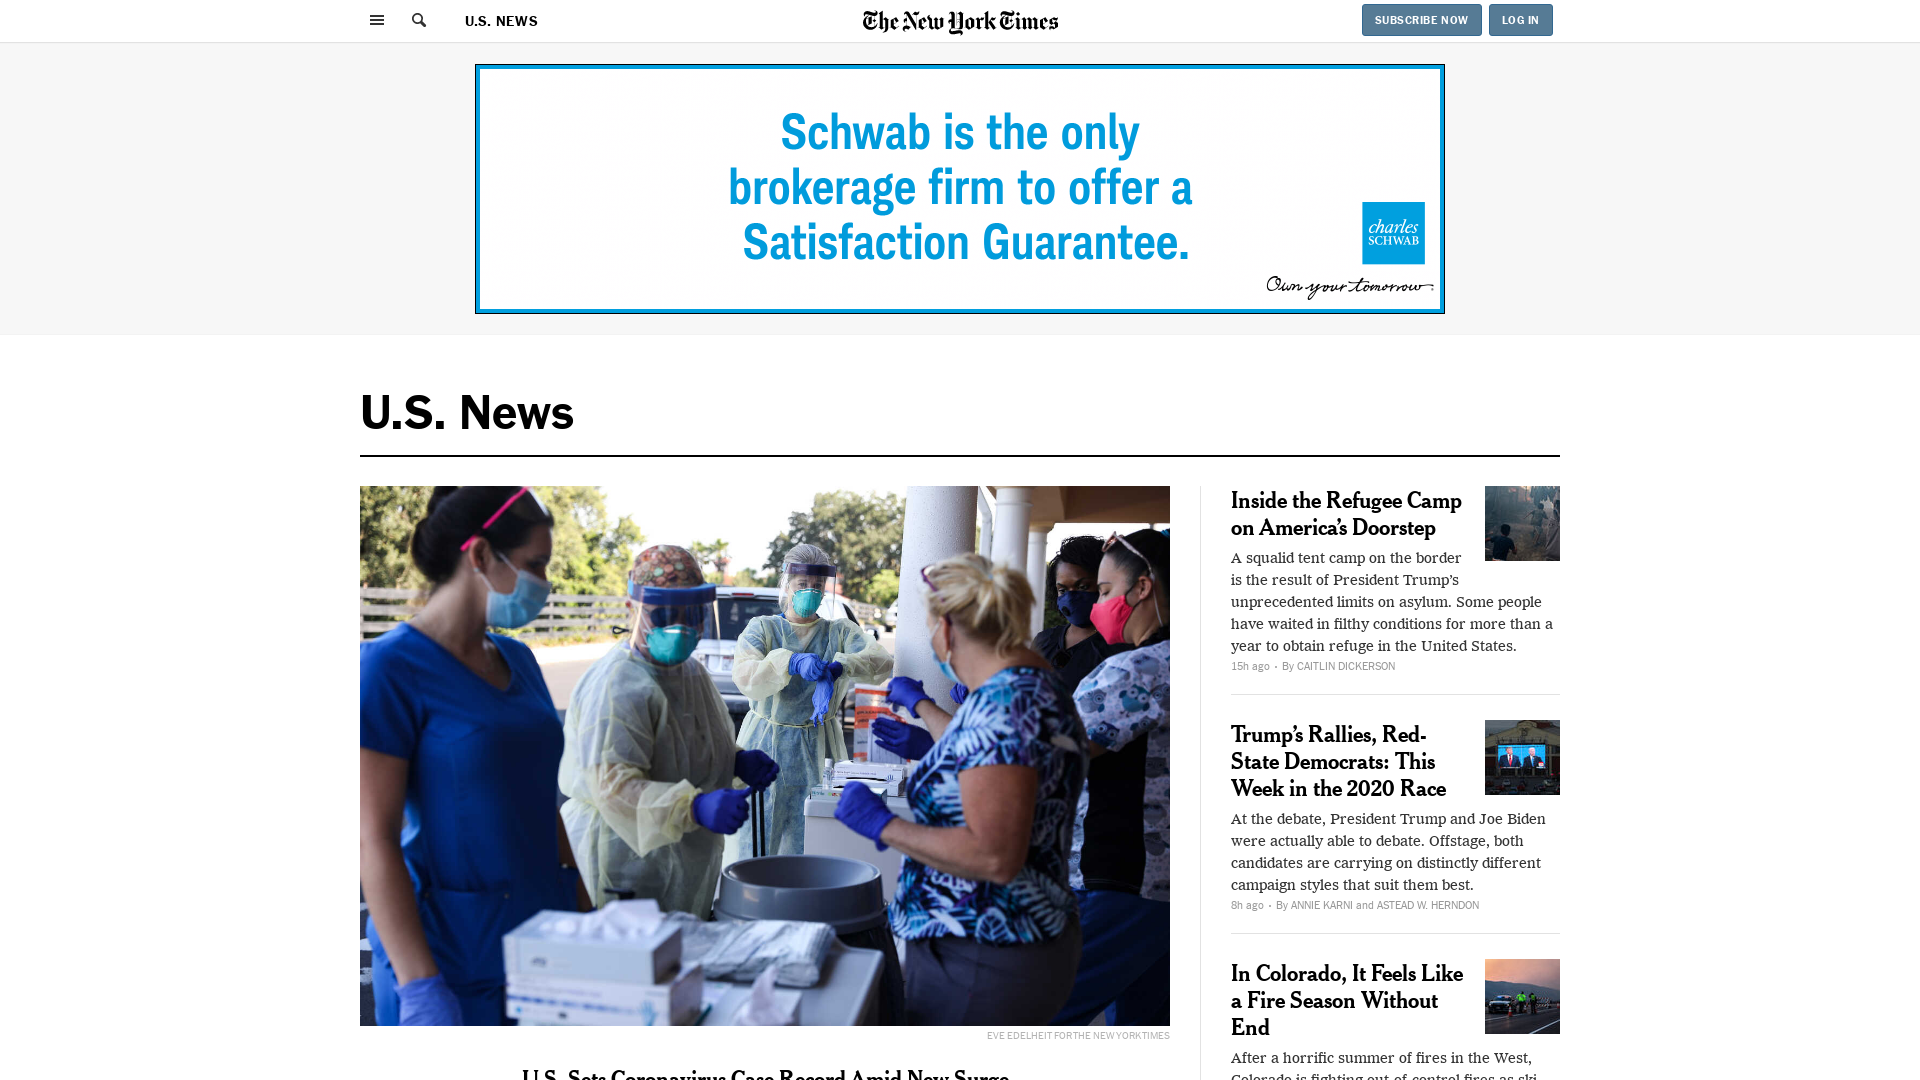 U.S. NEWS
The New York Times
SUBSCRIBE NOW
LOG IN
Schwab is the only
brokerage firm to offer a
Satisfaction Guarantee.
charles
SCHWAB
Own your tomorrow.
U.S. News
EVE EDELHEIT FOR THE NEW YORK TIMES
U.S. Sets Coronavirus Case Record Amid New Surge
Inside the Refugee Camp
on America’s Doorstep
A squalid tent camp on the border
is the result of President Trump’s
unprecedented limits on asylum. Some people
have waited in filthy conditions for more than a
year to obtain refuge in the United States.
15h ago • By CAITLIN DICKERSON
Trump’s Rallies, Red-
State Democrats: This
Week in the 2020 Race
At the debate, President Trump and Joe Biden
were actually able to debate. Offstage, both
candidates are carrying on distinctly different
campaign styles that suit them best.
8h ago • By ANNIE KARNI and ASTEAD W. HERNDON
In Colorado, It Feels Like
a Fire Season Without
End
After a horrific summer of fires in the West,
Colorado is fighting out-of-control fires as ski